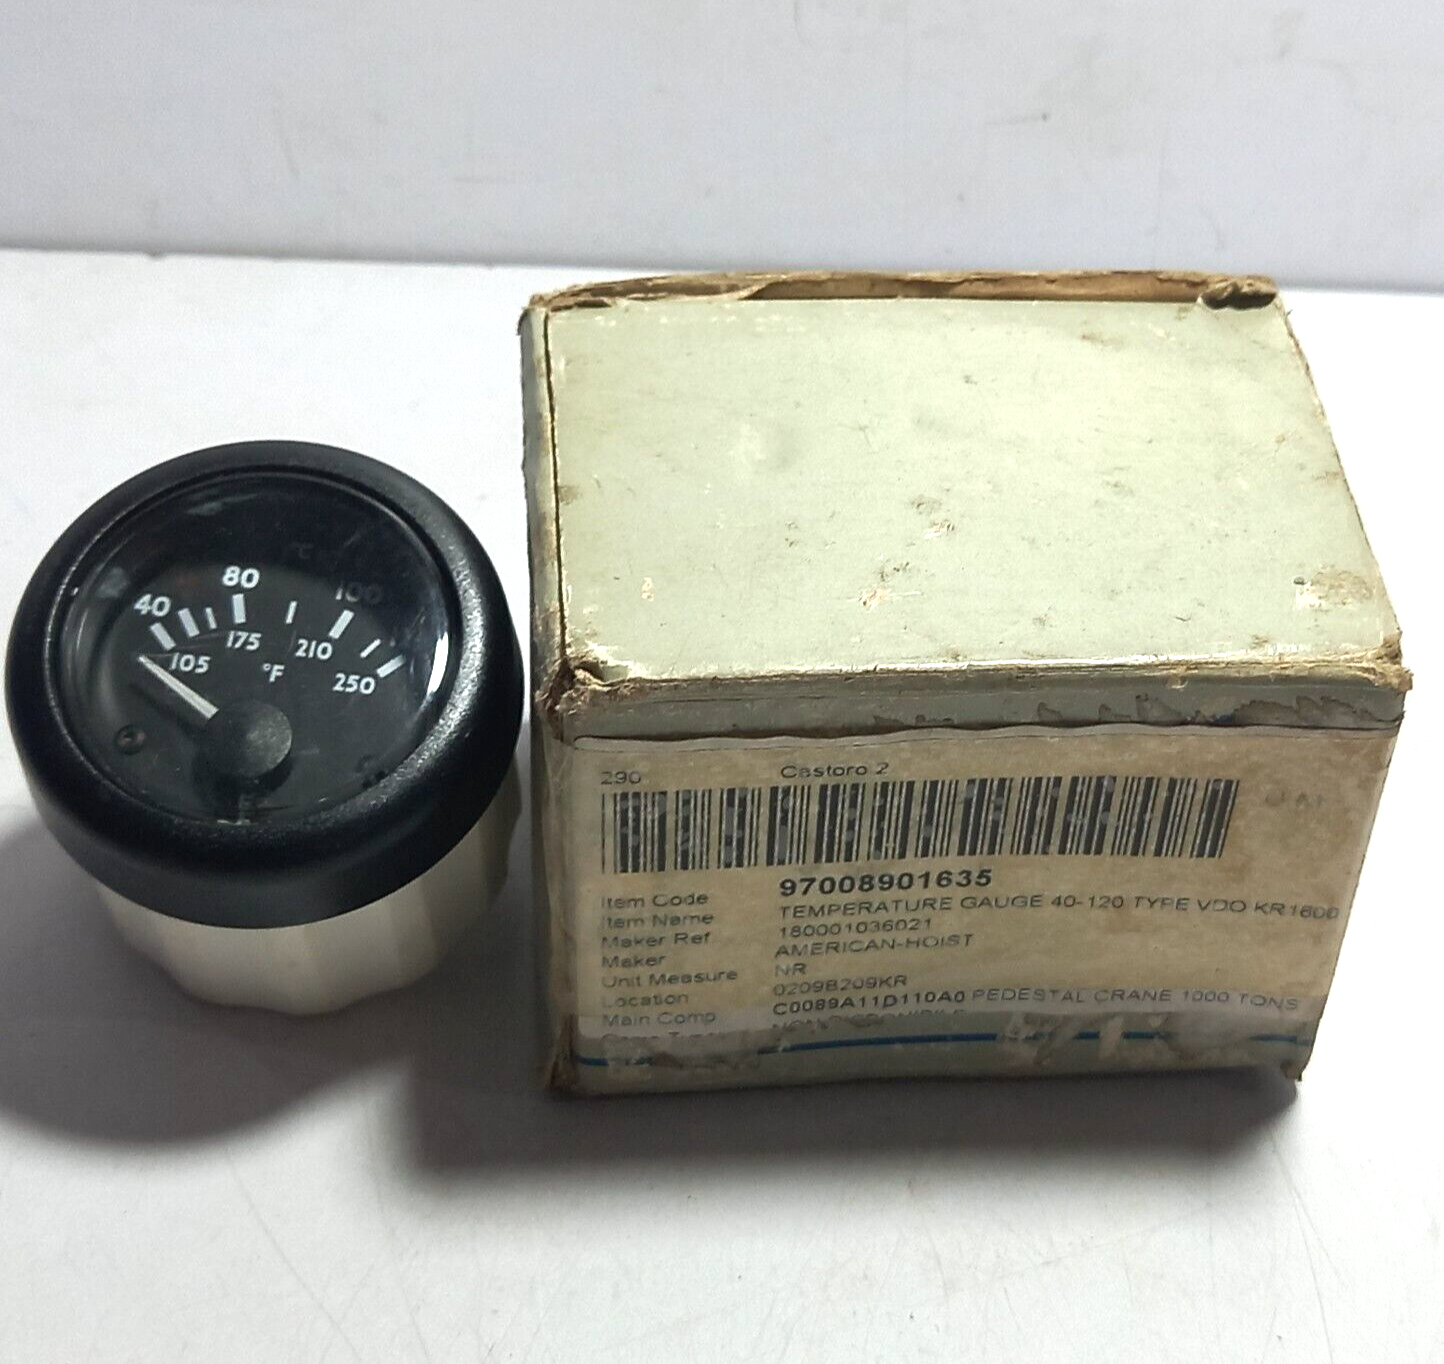 °C
80
100
40
175
210
105
°F
250
290 Castoro 2
Item Code 97008901635
Item Name TEMPERATURE GAUGE 40-120 TYPE VDO KR1600
Maker Ref 180001036021
Maker AMERICAN-HOIST
Unit Measure NR
Location 0209B209KR
Main Comp C0089A11D110A0 PEDESTAL CRANE 1000 TONS